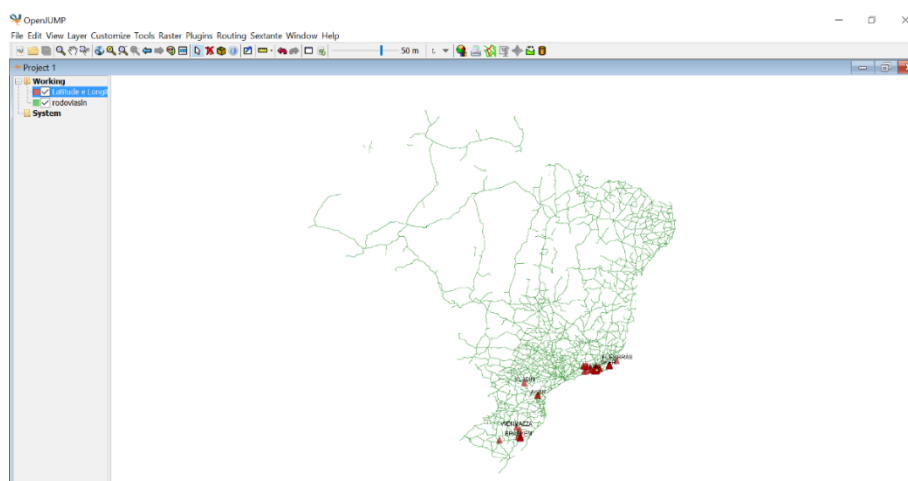 OpenJUMP
File Edit View Layer Customize Tools Raster Plugins Routing Sextante Window Help
50 m
Project 1
Working
Latitude e Longit
rodoviasln
System